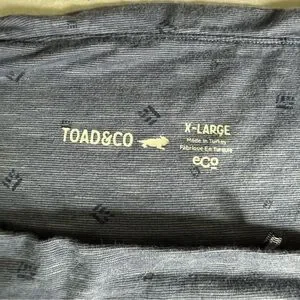 TOAD&CO
X-LARGE
Made in Turkey
Fabriqué En Turquie
eco